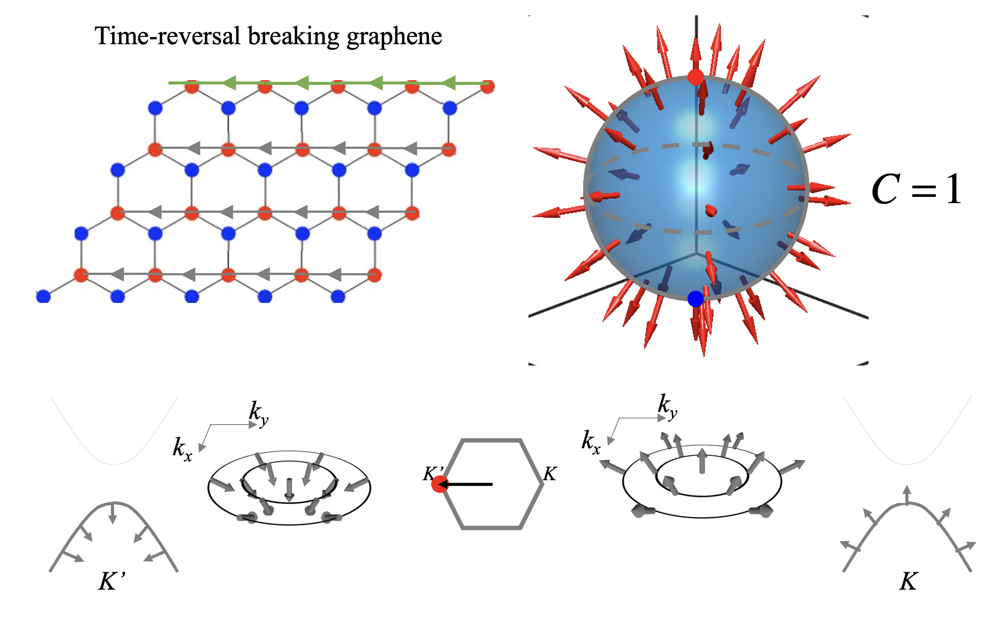 Time-reversal breaking graphene
C = 1
k_y
k_x
k_y
k_x
K’
K
K’
K